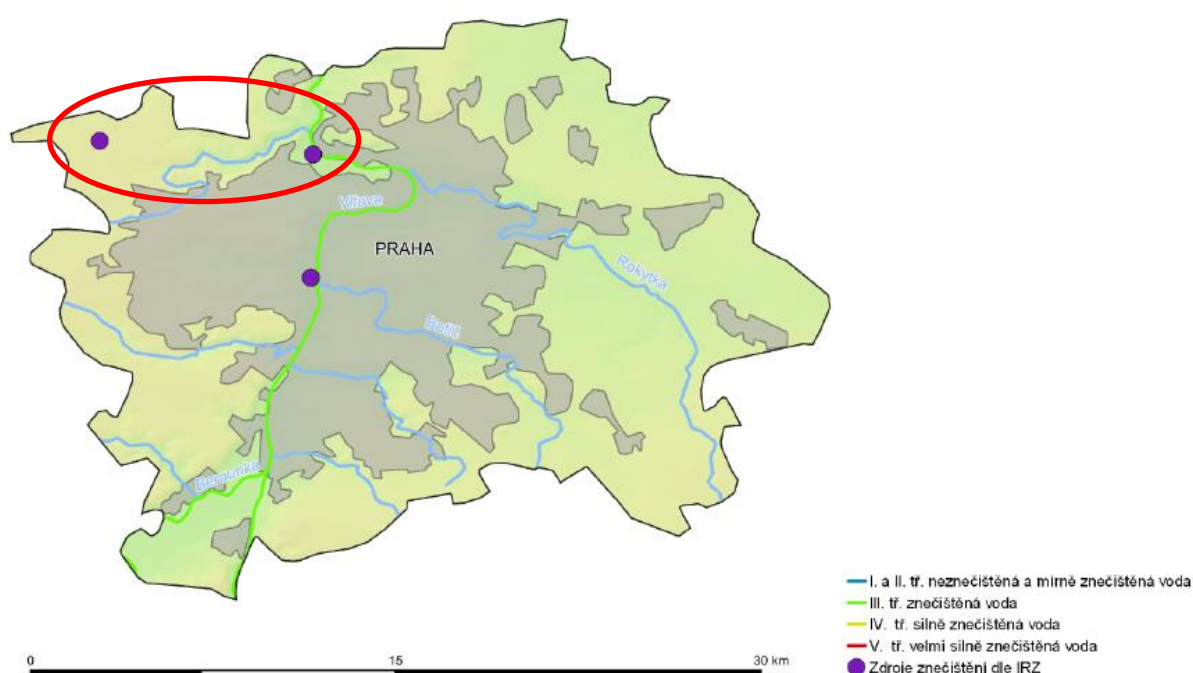 Vltava
PRAHA
Rokytka
Botič
Berounka
I. a II. tř. neznečištěná a mírně znečištěná voda
III. tř. znečištěná voda
IV. tř. silně znečištěná voda
V. tř. velmi silně znečištěná voda
Zdroje znečištění dle IRZ
0 15 30 km